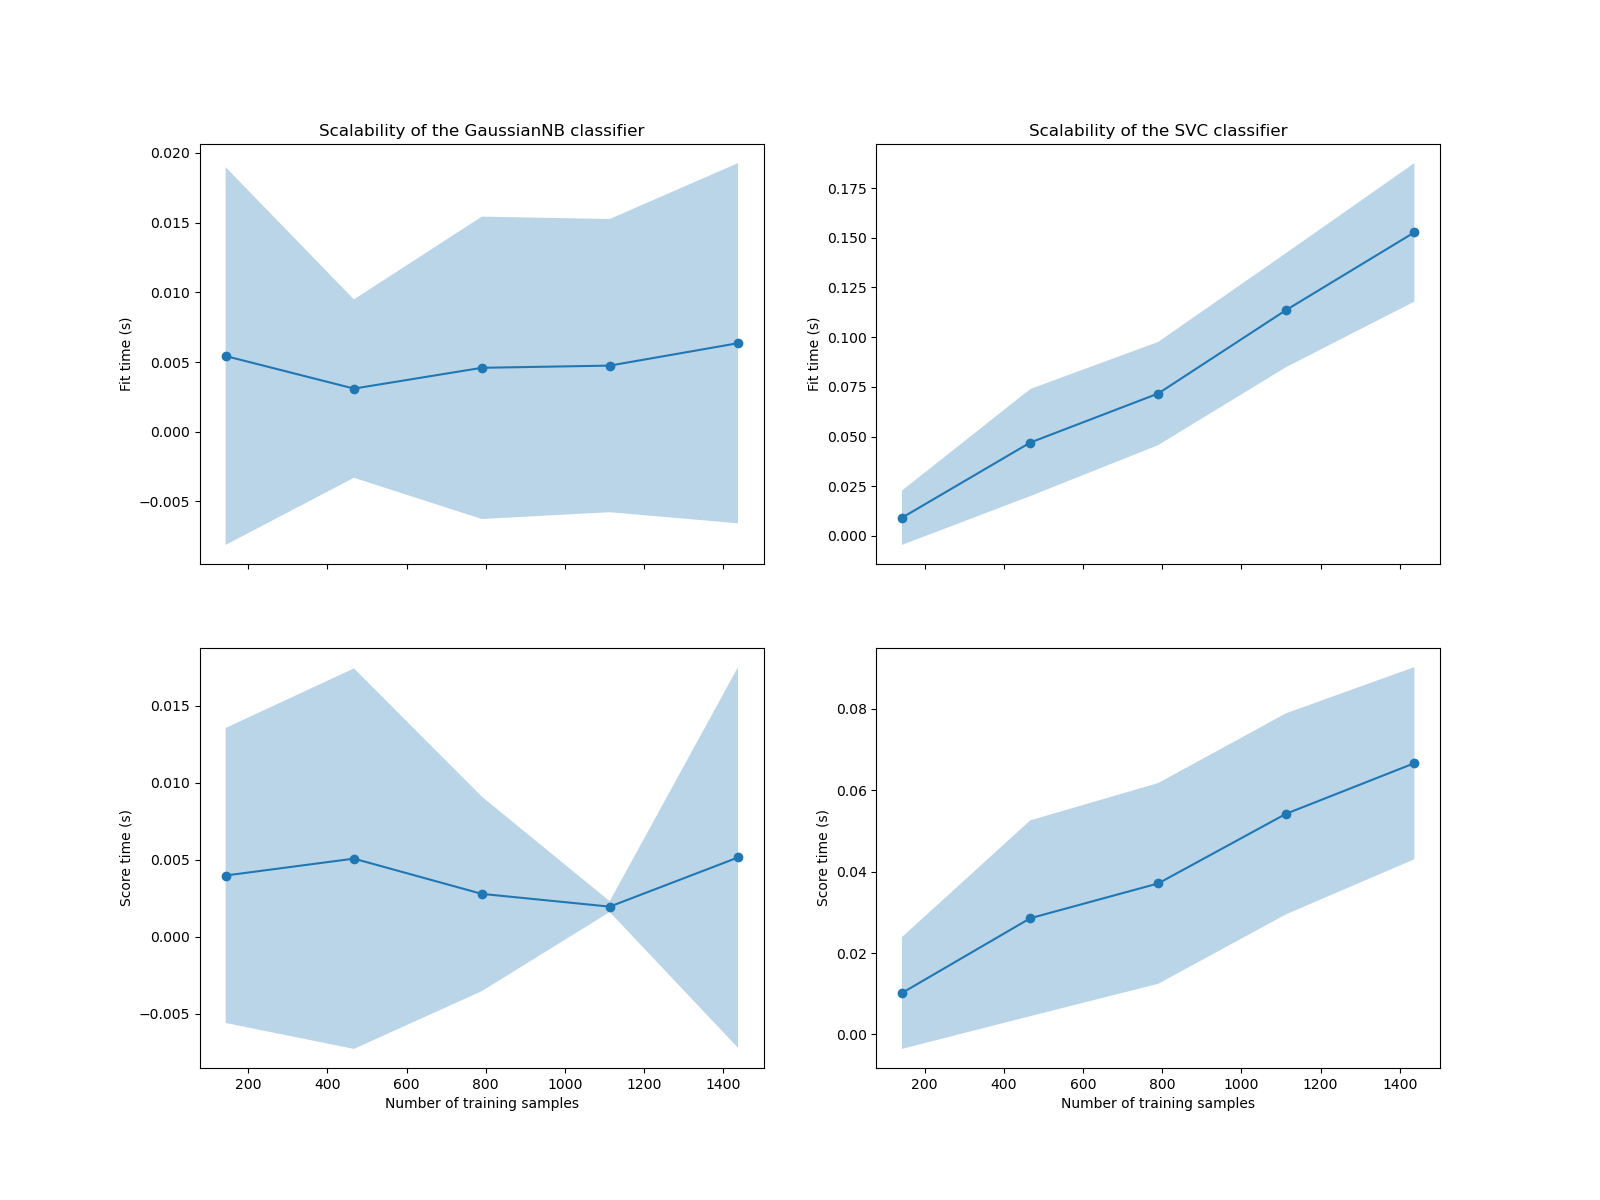 Scalability of the GaussianNB classifier
0.020
0.015
0.010
0.005
0.000
−0.005
Fit time (s)
Scalability of the SVC classifier
0.175
0.150
0.125
0.100
0.075
0.050
0.025
0.000
Fit time (s)
0.015
0.010
0.005
0.000
−0.005
Score time (s)
200 400 600 800 1000 1200 1400
Number of training samples
0.08
0.06
0.04
0.02
0.00
Score time (s)
200 400 600 800 1000 1200 1400
Number of training samples